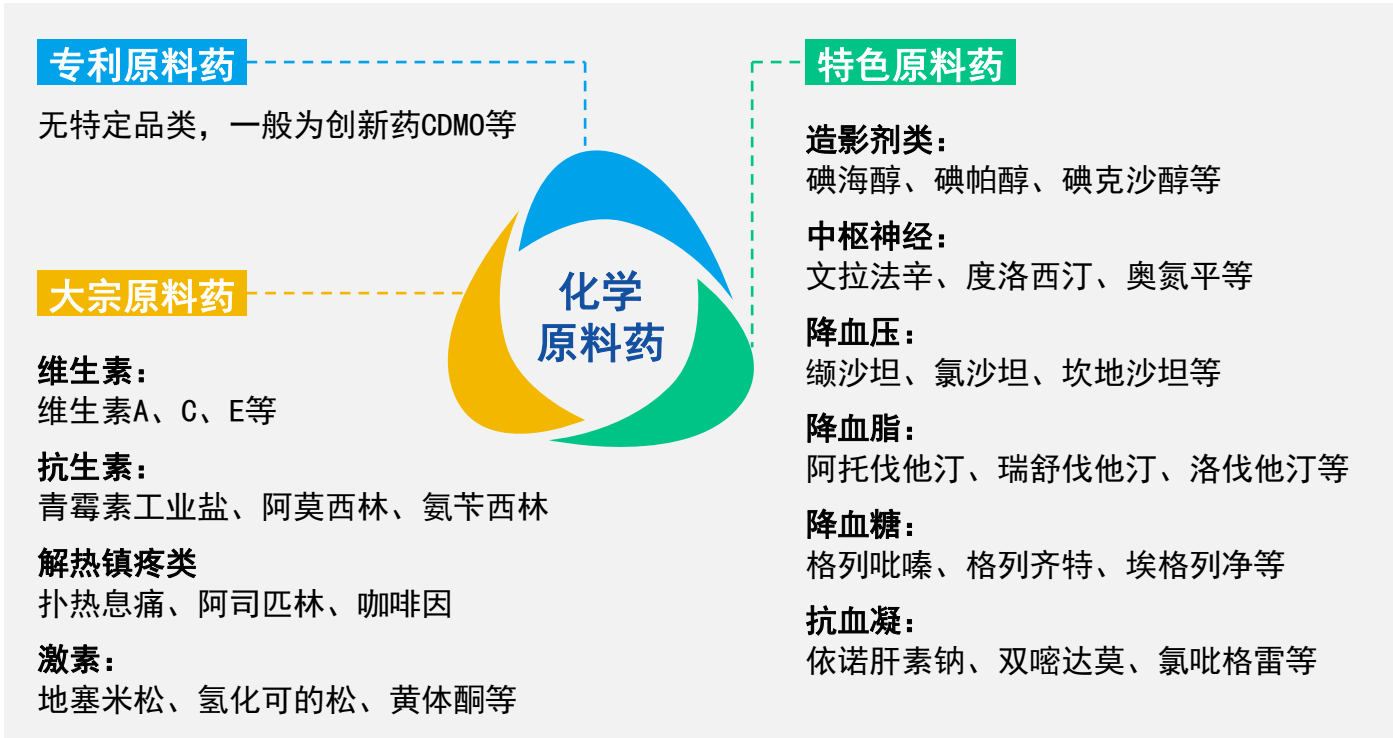 专利原料药
无特定品类，一般为创新药CDMO等
大宗原料药
维生素：
维生素A、C、E等
抗生素：
青霉素工业盐、阿莫西林、氨苄西林
解热镇疼类
扑热息痛、阿司匹林、咖啡因
激素：
地塞米松、氢化可的松、黄体酮等
化学
原料药
特色原料药
造影剂类：
碘海醇、碘帕醇、碘克沙醇等
中枢神经：
文拉法辛、度洛西汀、奥氮平等
降血压：
缬沙坦、氯沙坦、坎地沙坦等
降血脂：
阿托伐他汀、瑞舒伐他汀、洛伐他汀等
降血糖：
格列吡嗪、格列齐特、埃格列净等
抗血凝：
依诺肝素钠、双嘧达莫、氯吡格雷等